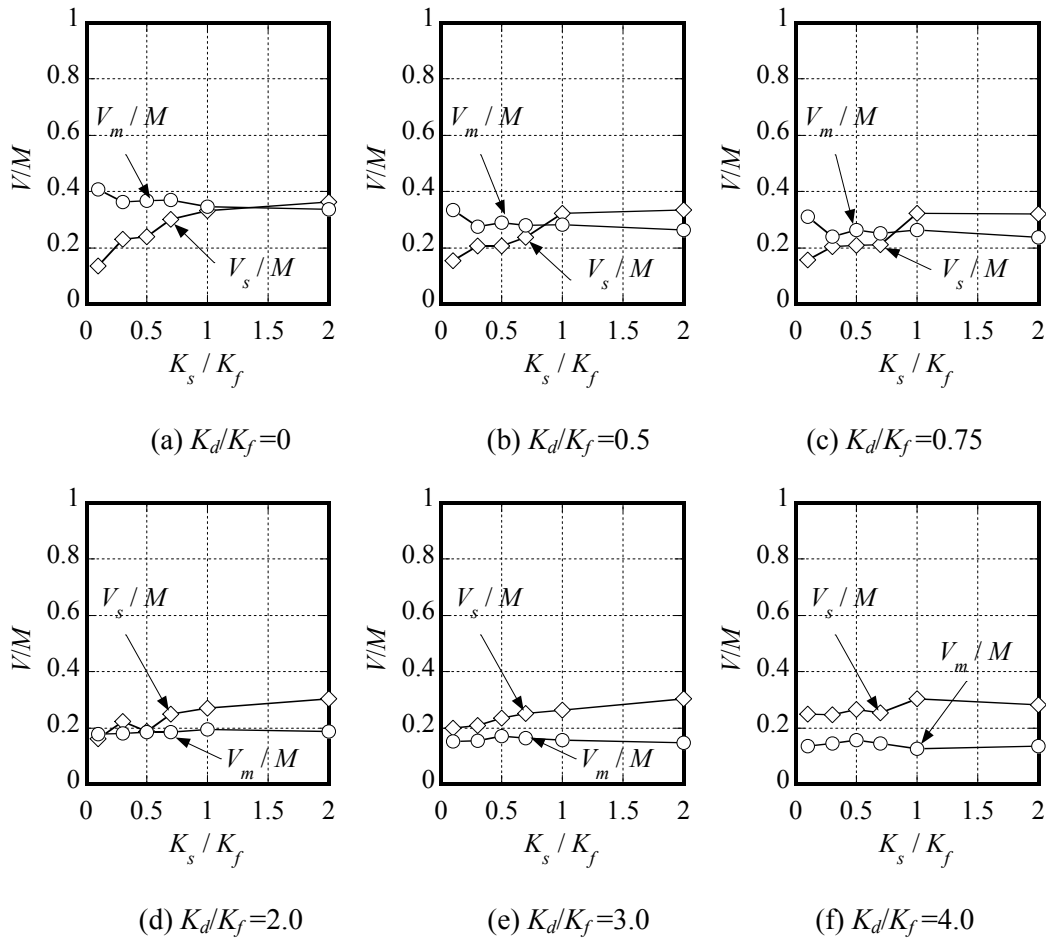 1
0.8
0.6
0.4
0.2
0
V/M
V_m / M
V_s / M
0 0.5 1 1.5 2
K_s / K_f
(a) K_d/K_f =0
1
0.8
0.6
0.4
0.2
0
V/M
V_m / M
V_s / M
0 0.5 1 1.5 2
K_s / K_f
(b) K_d/K_f =0.5
1
0.8
0.6
0.4
0.2
0
V/M
V_m / M
V_s / M
0 0.5 1 1.5 2
K_s / K_f
(c) K_d/K_f =0.75
1
0.8
0.6
0.4
0.2
0
V/M
V_s / M
V_m / M
0 0.5 1 1.5 2
K_s / K_f
(d) K_d/K_f =2.0
1
0.8
0.6
0.4
0.2
0
V/M
V_s / M
V_m / M
0 0.5 1 1.5 2
K_s / K_f
(e) K_d/K_f =3.0
1
0.8
0.6
0.4
0.2
0
V/M
V_s / M
V_m / M
0 0.5 1 1.5 2
K_s / K_f
(f) K_d/K_f =4.0